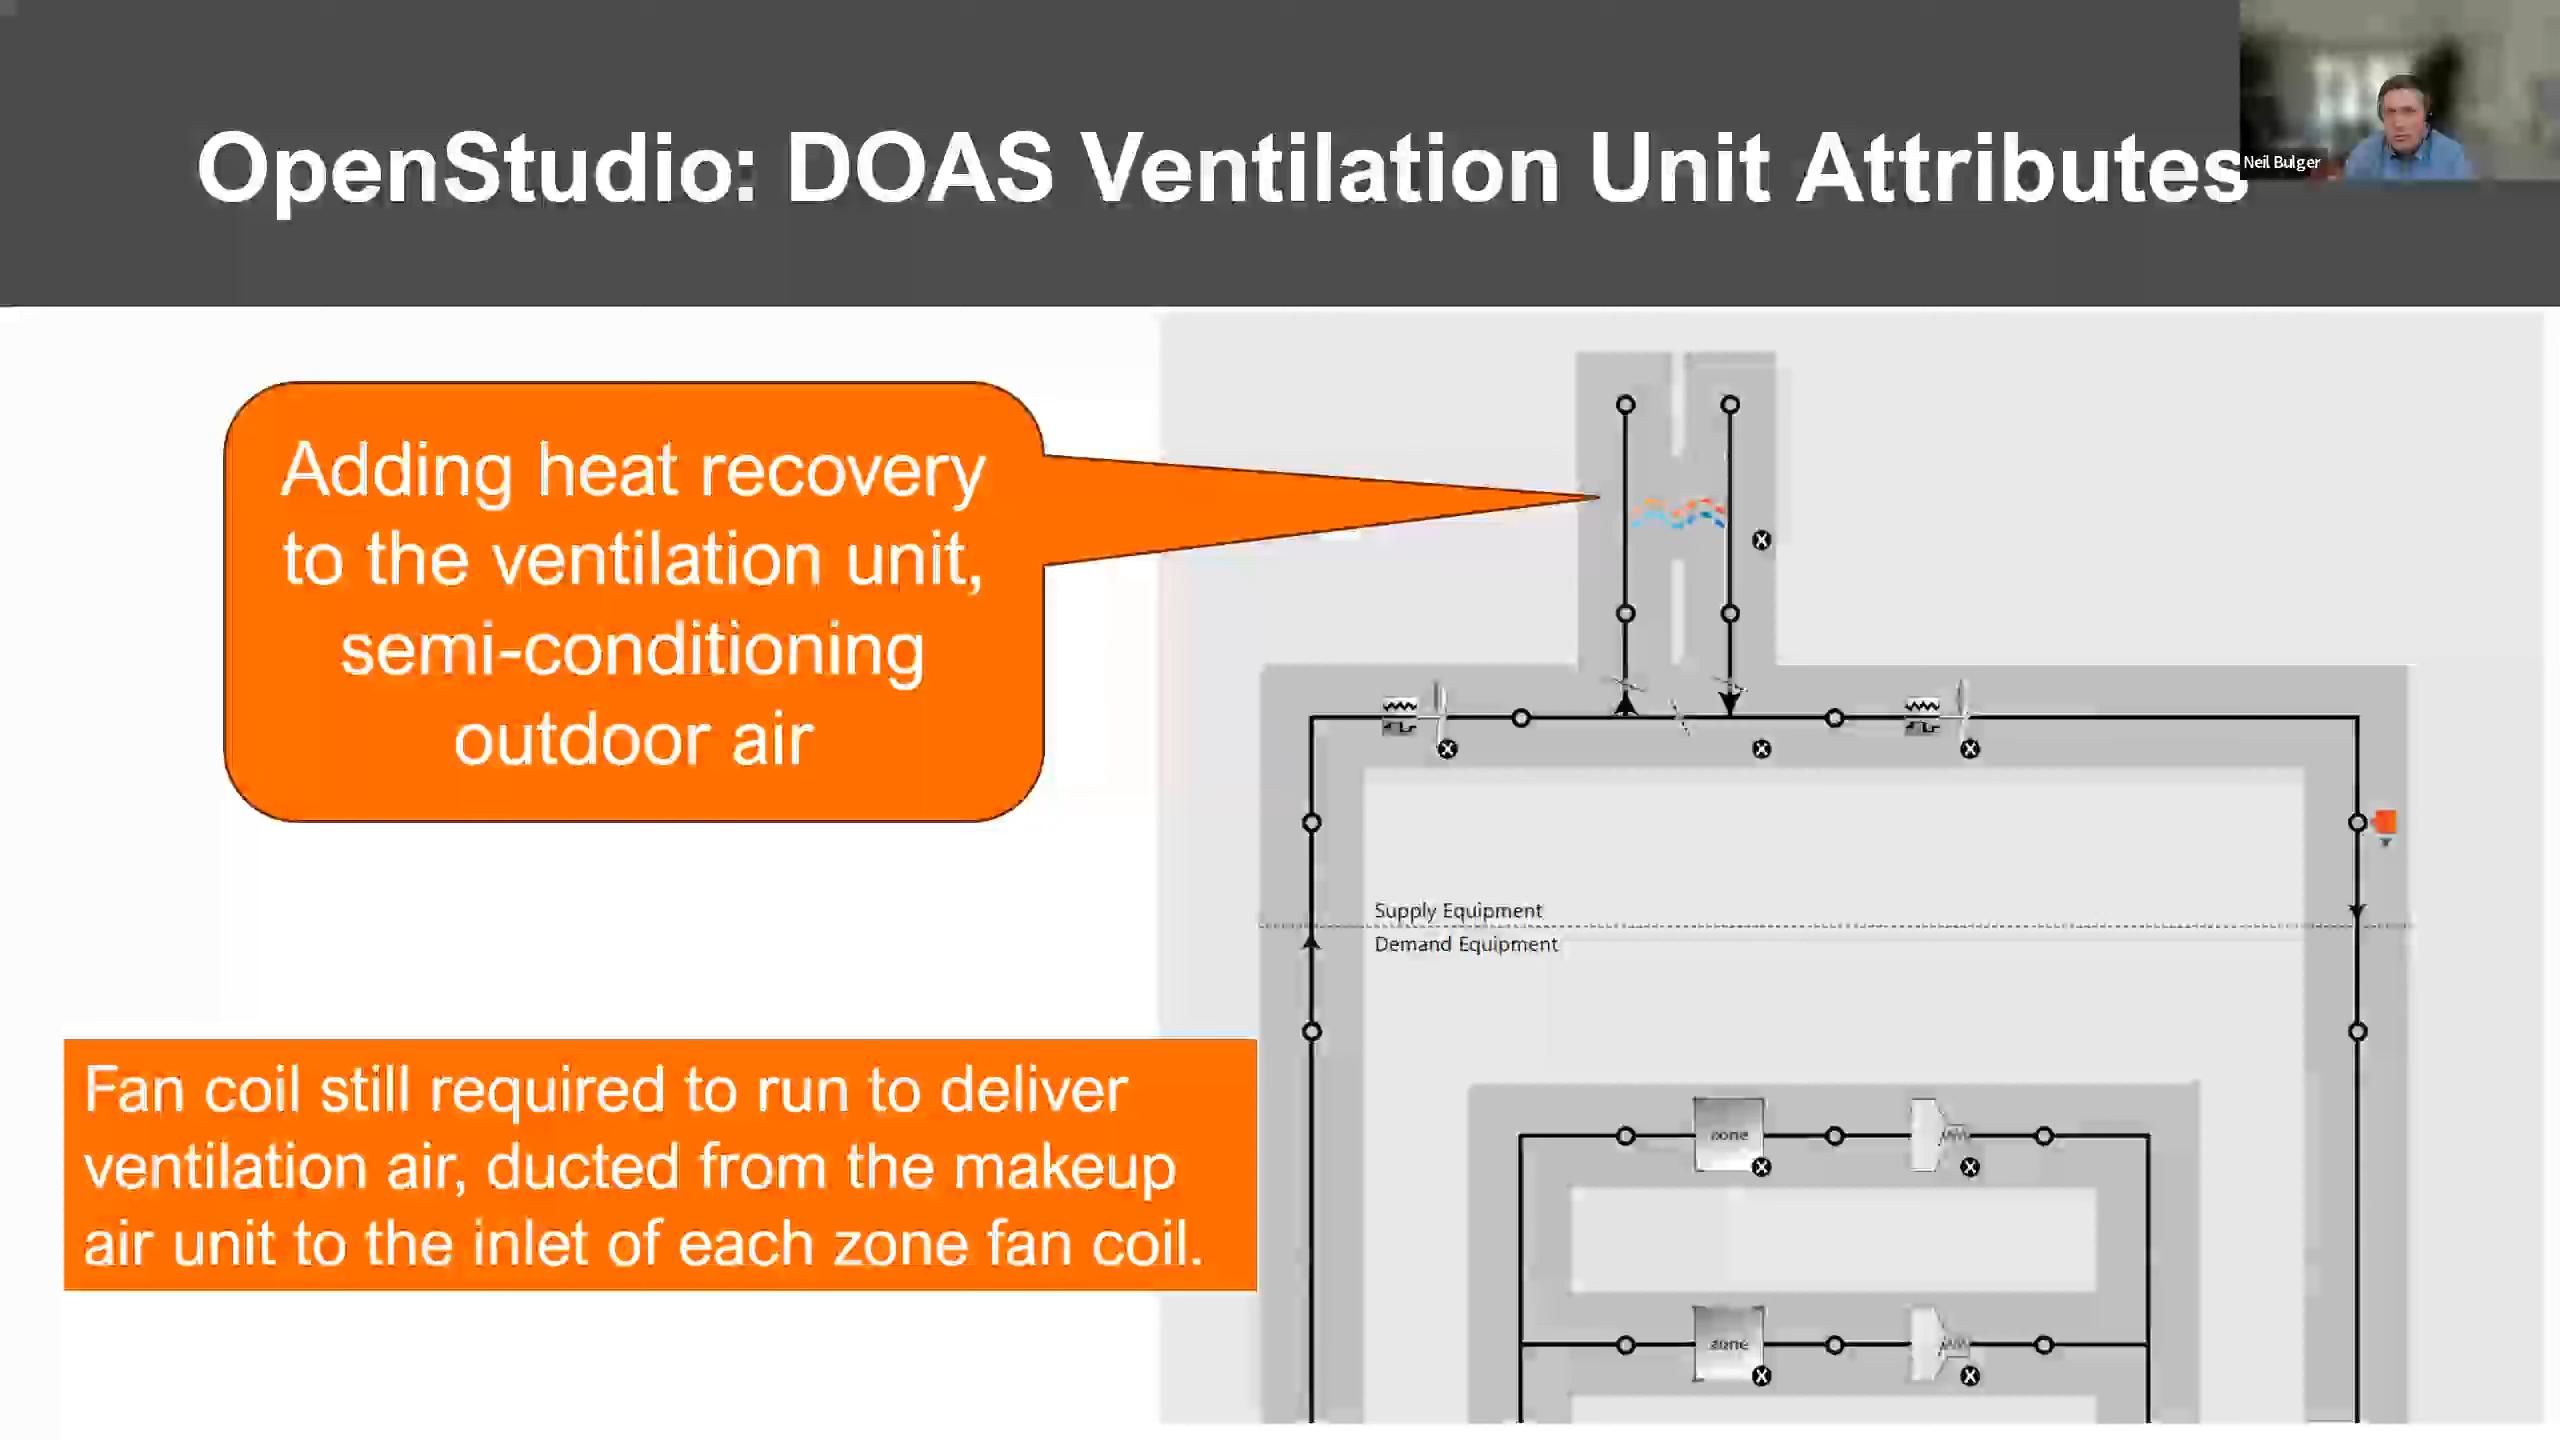 OpenStudio: DOAS Ventilation Unit Attributes
Neil Bulger
Adding heat recovery
to the ventilation unit,
semi-conditioning
outdoor air
Supply Equipment
Demand Equipment
Fan coil still required to run to deliver
ventilation air, ducted from the makeup
air unit to the inlet of each zone fan coil.
zone
zone